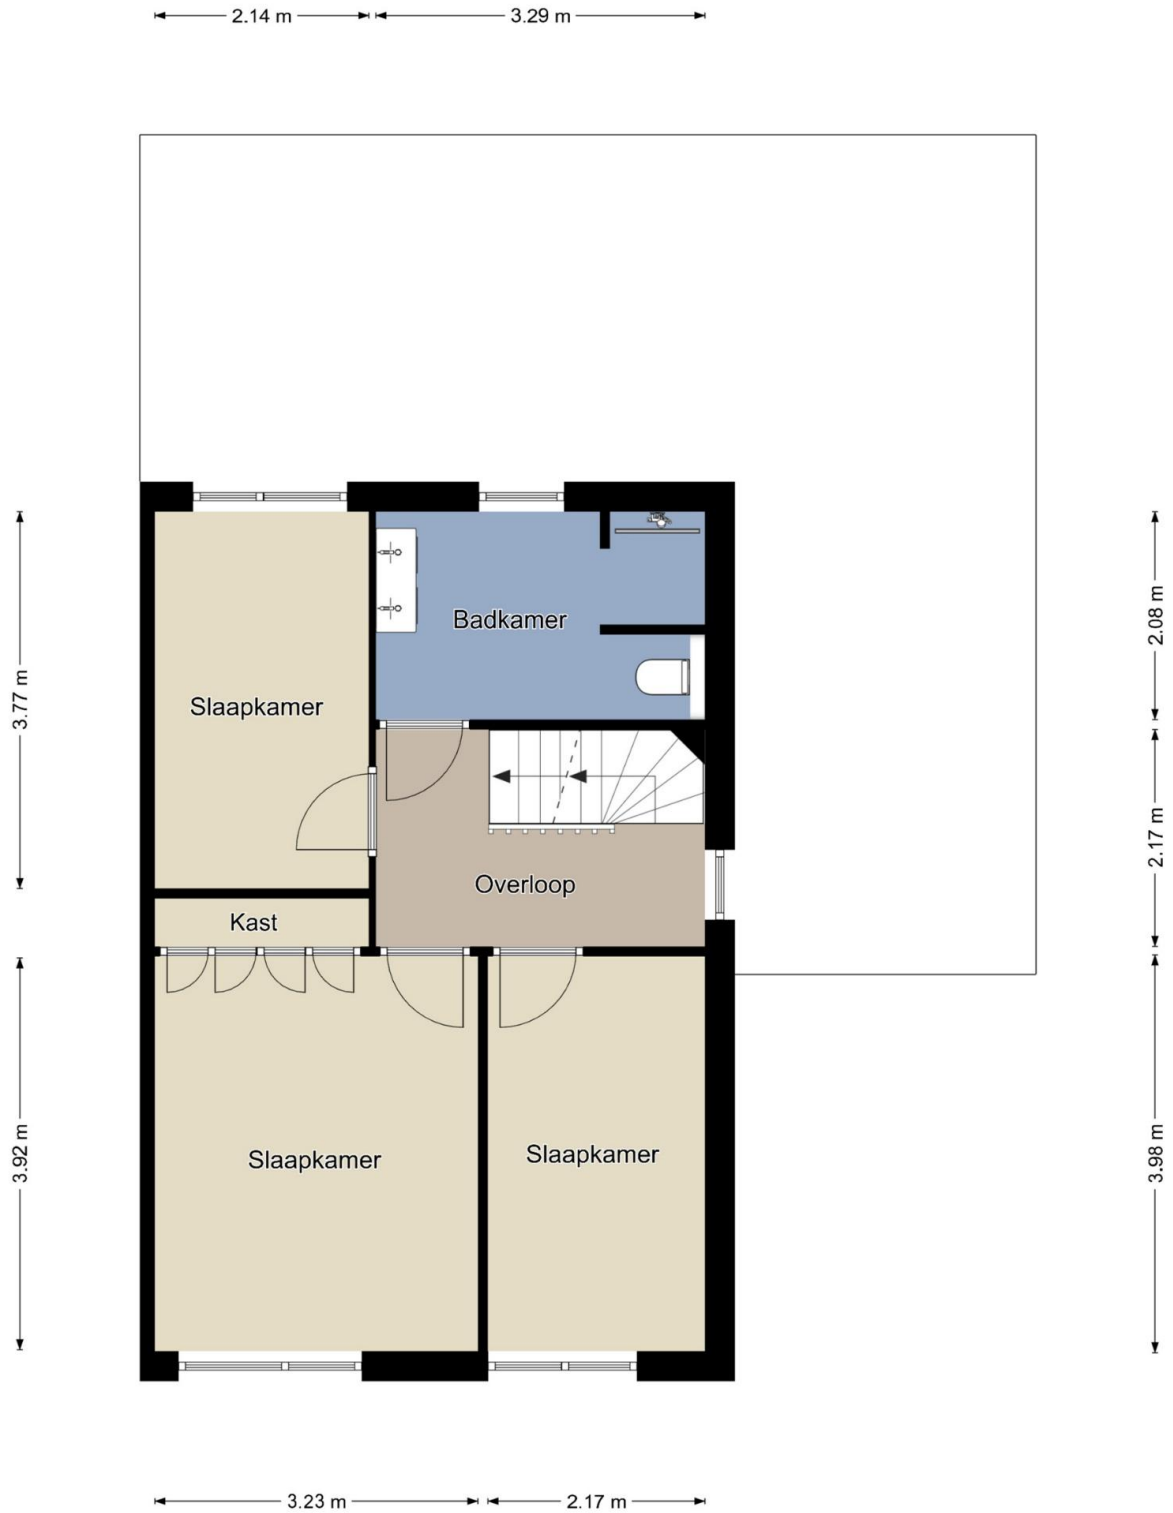 2.14 m
3.29 m
Badkamer
2.08 m
3.77 m
Slaapkamer
2.17 m
Overloop
Kast
3.92 m
Slaapkamer
Slaapkamer
3.98 m
3.23 m
2.17 m